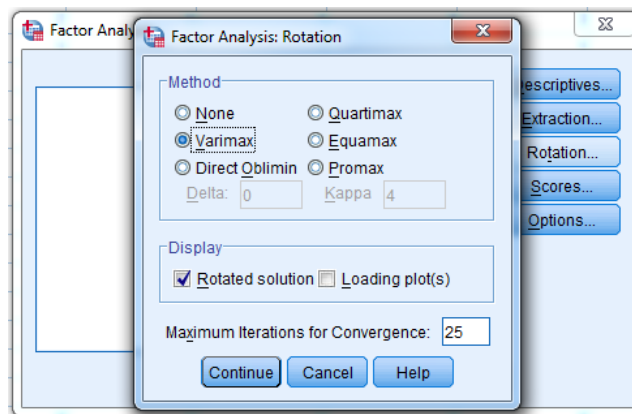 Factor Analy
Factor Analysis: Rotation
Method
None Quartimax
Varimax Equamax
Direct Oblimin Promax
Delta: 0 Kappa 4
Display
Rotated solution Loading plot(s)
Maximum Iterations for Convergence: 25
Continue Cancel Help
escriptives...
Extraction...
Rotation...
Scores...
Options...